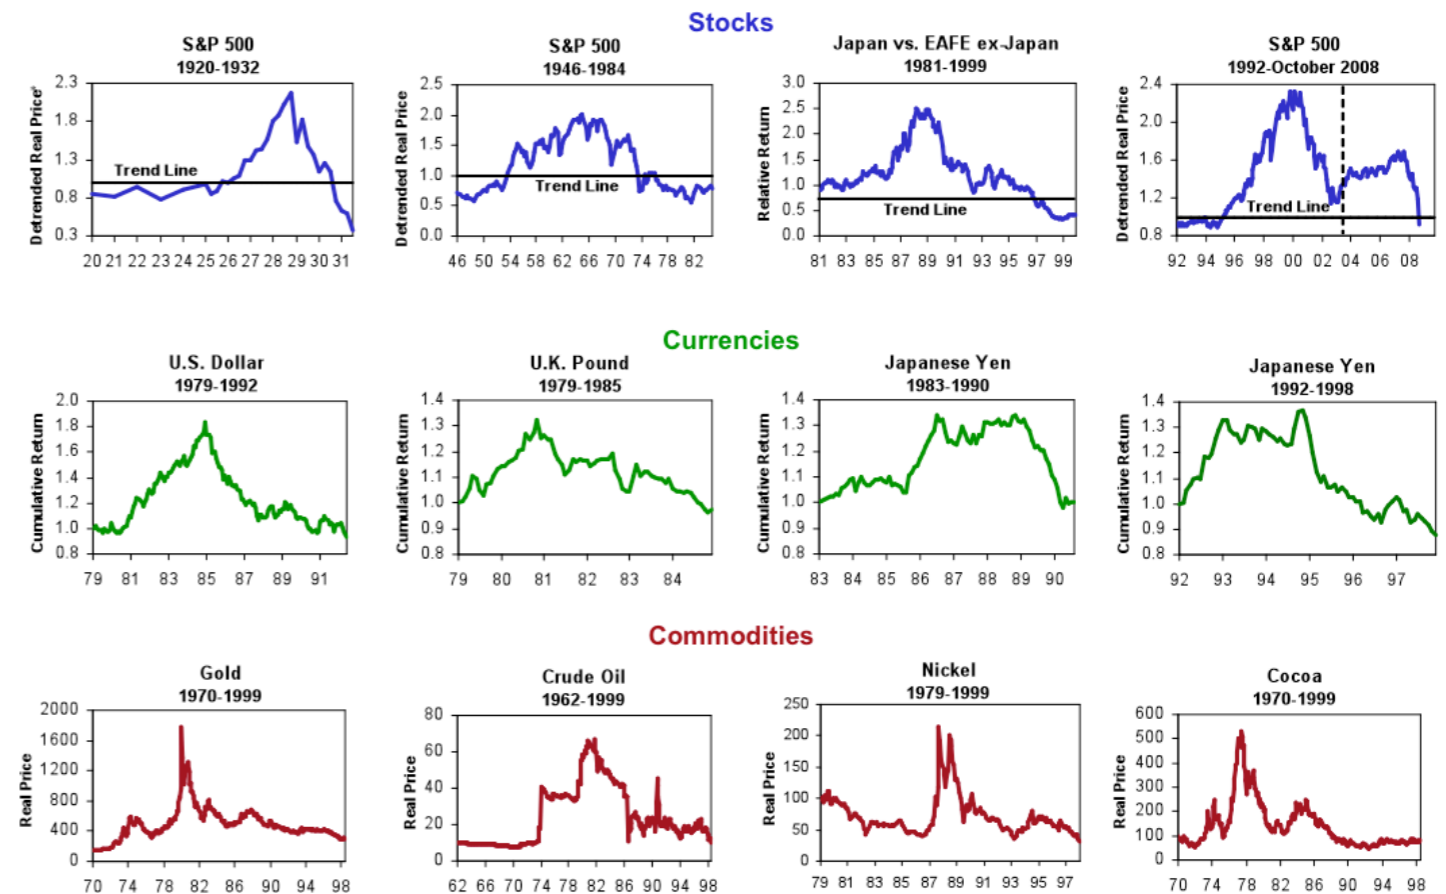 Stocks
S&P 500
1920-1932
Detrended Real Price²
2.3
1.8
1.3
0.8
0.3
Trend Line
20 21 22 23 24 25 26 27 28 29 30 31
S&P 500
1946-1984
Detrended Real Price
2.5
2.0
1.5
1.0
0.5
0.0
Trend Line
46 50 54 58 62 66 70 74 78 82
Japan vs. EAFE ex-Japan
1981-1999
Relative Return
3.0
2.5
2.0
1.5
1.0
0.5
0.0
Trend Line
81 83 85 87 89 91 93 95 97 99
S&P 500
1992-October 2008
Detrended Real Price
2.4
2.0
1.6
1.2
0.8
Trend Line
92 94 96 98 00 02 04 06 08
Currencies
U.S. Dollar
1979-1992
Cumulative Return
2.0
1.8
1.6
1.4
1.2
1.0
0.8
79 81 83 85 87 89 91
U.K. Pound
1979-1985
Cumulative Return
1.4
1.3
1.2
1.1
1.0
0.9
0.8
79 80 81 82 83 84
Japanese Yen
1983-1990
Cumulative Return
1.4
1.3
1.2
1.1
1.0
0.9
0.8
83 84 85 86 87 88 89 90
Japanese Yen
1992-1998
Cumulative Return
1.4
1.3
1.2
1.1
1.0
0.9
0.8
92 93 94 95 96 97
Commodities
Gold
1970-1999
Real Price
2000
1600
1200
800
400
0
70 74 78 82 86 90 94 98
Crude Oil
1962-1999
Real Price
80
60
40
20
0
62 66 70 74 78 82 86 90 94 98
Nickel
1979-1999
Real Price
250
200
150
100
50
0
79 81 83 85 87 89 91 93 95 97
Cocoa
1970-1999
Real Price
600
500
400
300
200
100
0
70 74 78 82 86 90 94 98